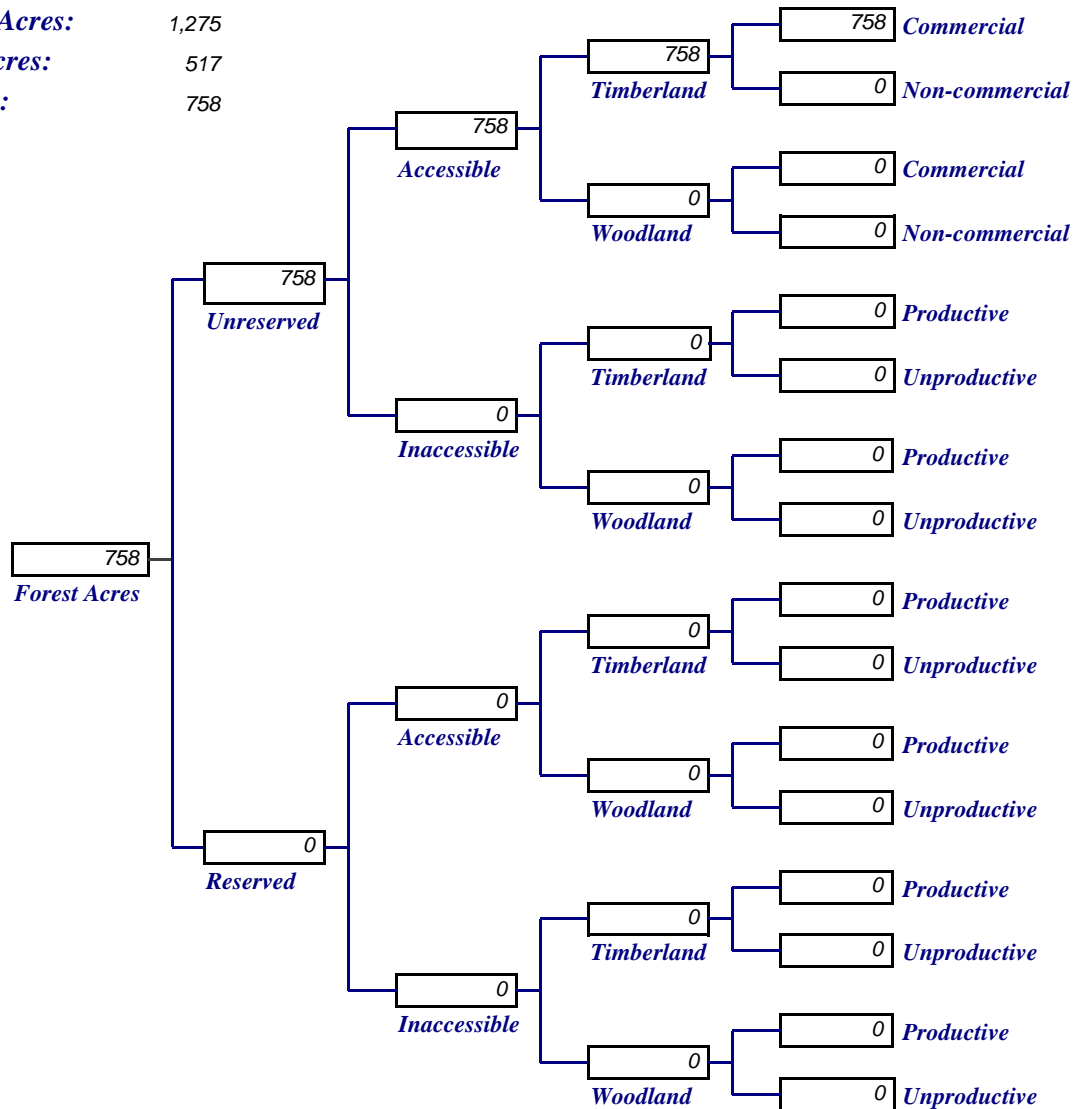 Acres: 1,275
cres: 517
: 758
758 Commercial
758
Timberland
0 Non-commercial
758
Accessible
0 Commercial
0
Woodland
0 Non-commercial
758
Unreserved
0 Productive
0
Timberland
0 Unproductive
0
Inaccessible
0 Productive
0
Woodland
0 Unproductive
758
Forest Acres
0 Productive
0
Timberland
0 Unproductive
0
Accessible
0 Productive
0
Woodland
0 Unproductive
0
Reserved
0 Productive
0
Timberland
0 Unproductive
0
Inaccessible
0 Productive
0
Woodland
0 Unproductive